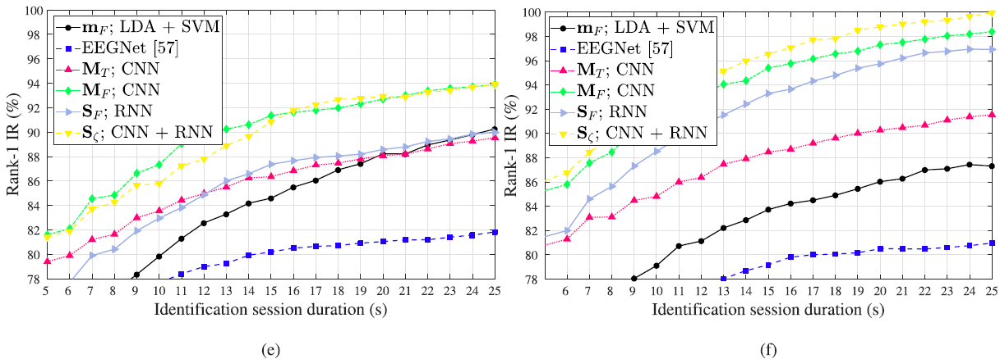 100
98
96
94
92
90
88
86
84
82
80
78
Rank-1 IR (%)
m_F; LDA + SVM
EEGNet [57]
M_T; CNN
M_F; CNN
S_F; RNN
S_ζ; CNN + RNN
5 6 7 8 9 10 11 12 13 14 15 16 17 18 19 20 21 22 23 24 25
Identification session duration (s)
(e)
100
98
96
94
92
90
88
86
84
82
80
78
Rank-1 IR (%)
m_F; LDA + SVM
EEGNet [57]
M_T; CNN
M_F; CNN
S_F; RNN
S_ζ; CNN + RNN
6 7 8 9 10 11 12 13 14 15 16 17 18 19 20 21 22 23 24 25
Identification session duration (s)
(f)